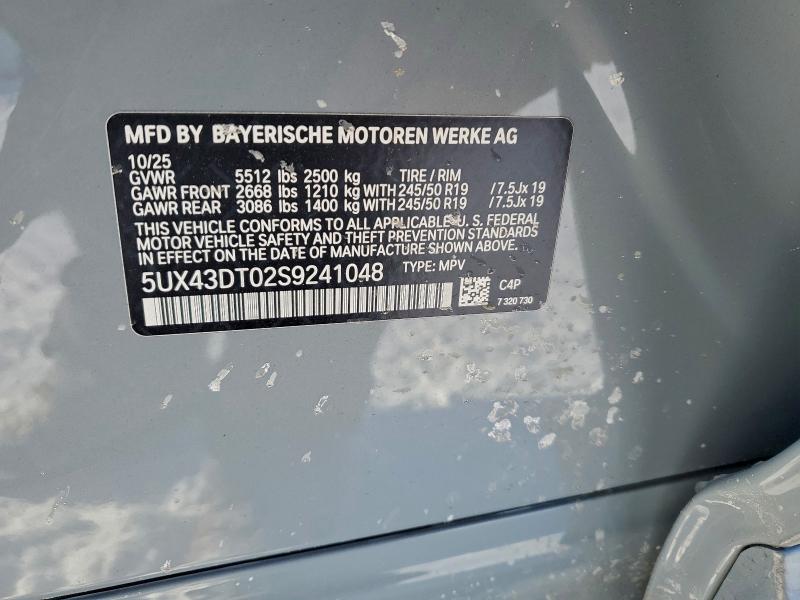 MFD BY BAYERISCHE MOTOREN WERKE AG
10/25
GVWR 5512 lbs 2500 kg TIRE / RIM
GAWR FRONT 2668 lbs 1210 kg WITH 245/50 R19 / 7.5Jx 19
GAWR REAR 3086 lbs 1400 kg WITH 245/50 R19 / 7.5Jx 19
THIS VEHICLE CONFORMS TO ALL APPLICABLE U. S. FEDERAL
MOTOR VEHICLE SAFETY AND THEFT PREVENTION STANDARDS
IN EFFECT ON THE DATE OF MANUFACTURE SHOWN ABOVE.
5UX43DT02S9241048 TYPE: MPV
C4P
7 320 730